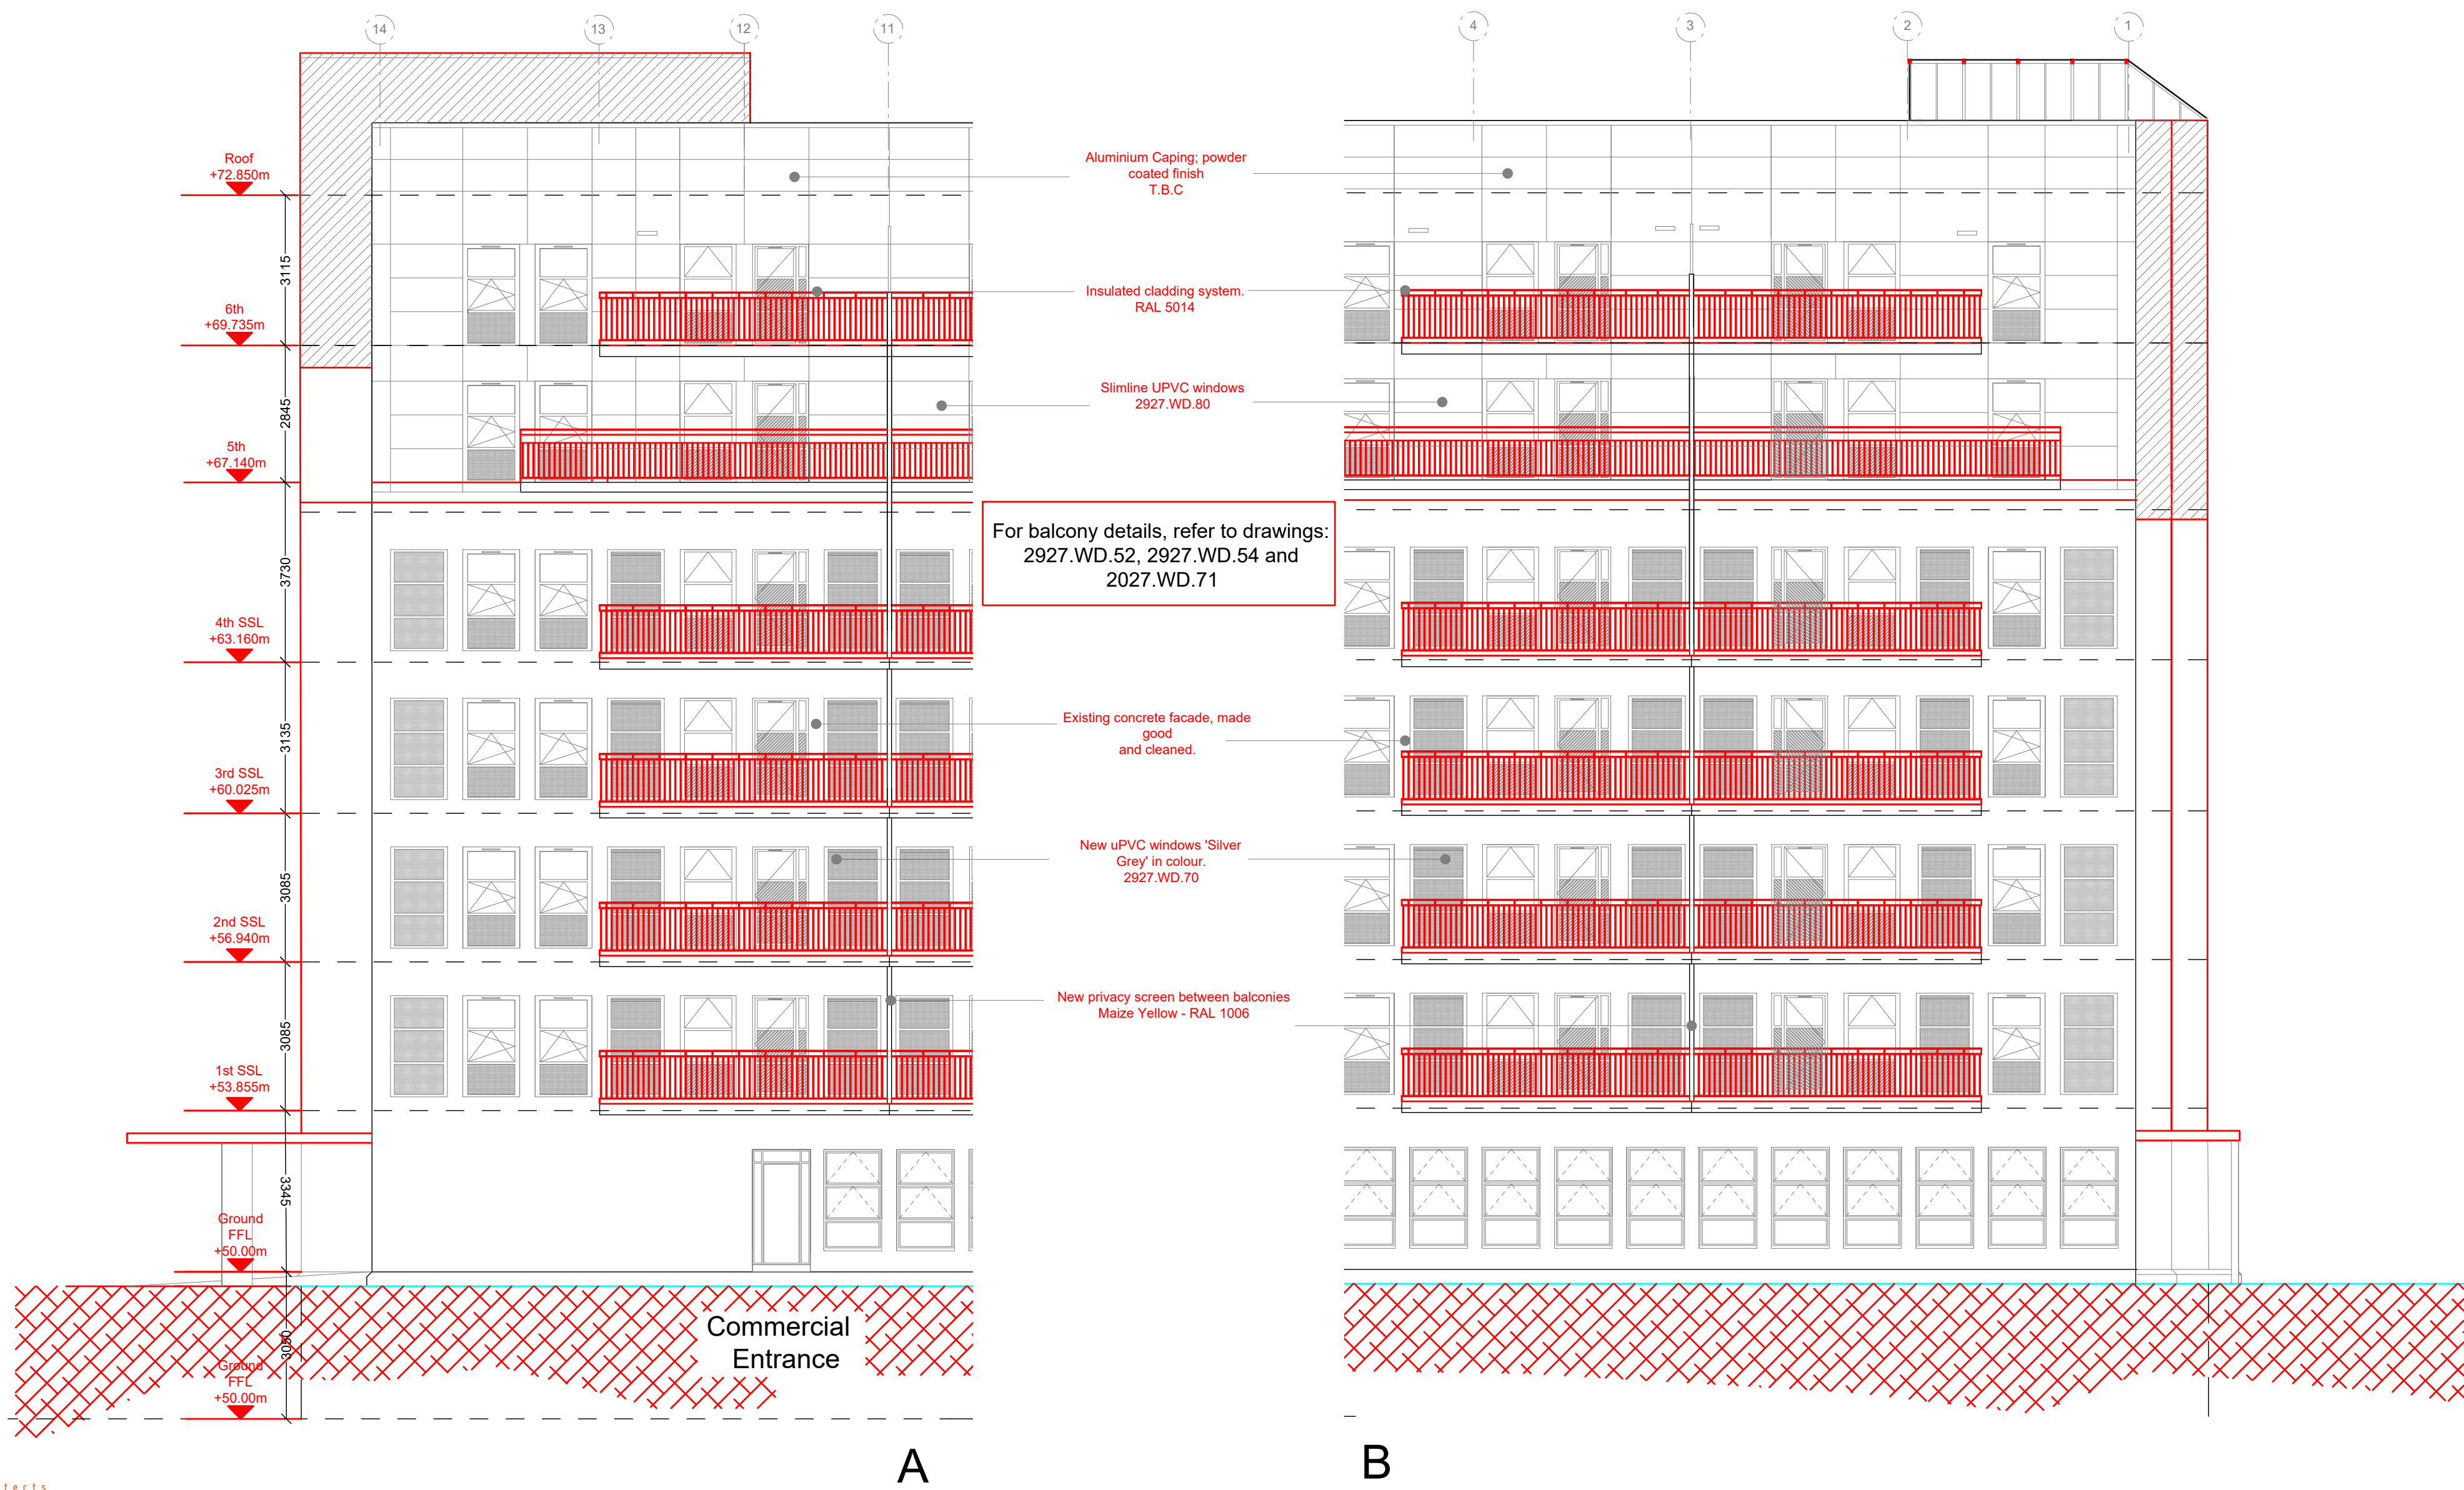 14
13
12
11
4
3
2
1
Roof
+72.850m
3115
6th
+69.735m
2845
5th
+67.140m
3730
4th SSL
+63.160m
3135
3rd SSL
+60.025m
3085
2nd SSL
+56.940m
3085
1st SSL
+53.855m
3345
Ground
FFL
+50.00m
3050
Ground
FFL
+50.00m
Aluminium Caping; powder
coated finish
T.B.C
Insulated cladding system.
RAL 5014
Slimline UPVC windows
2927.WD.80
For balcony details, refer to drawings:
2927.WD.52, 2927.WD.54 and
2027.WD.71
Existing concrete facade, made
good
and cleaned.
New uPVC windows 'Silver
Grey' in colour.
2927.WD.70
New privacy screen between balconies
Maize Yellow - RAL 1006
Commercial
Entrance
A
B
tects